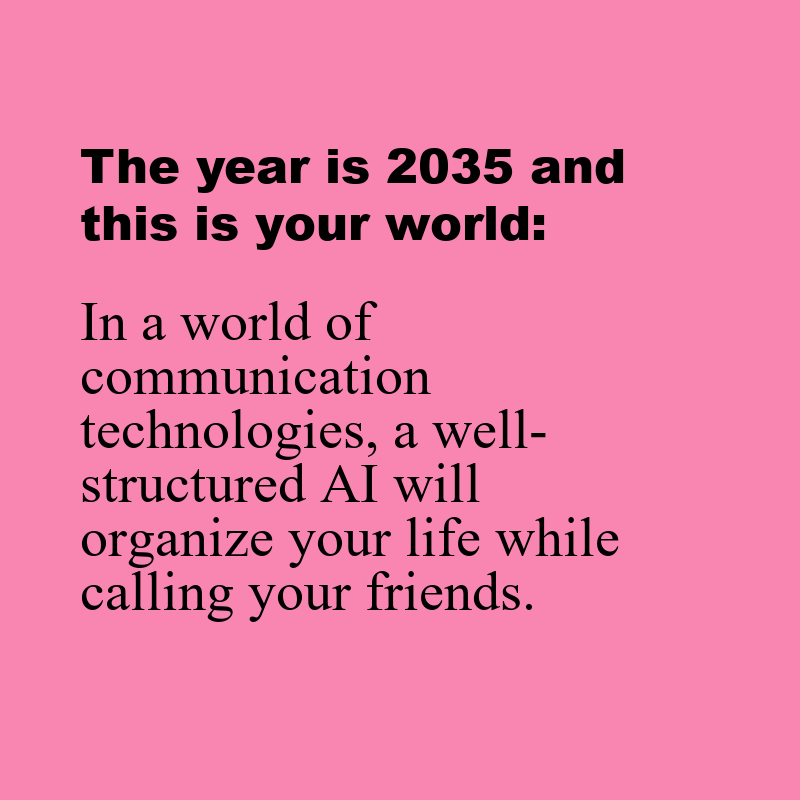 The year is 2035 and
this is your world:
In a world of
communication
technologies, a well-
structured AI will
organize your life while
calling your friends.